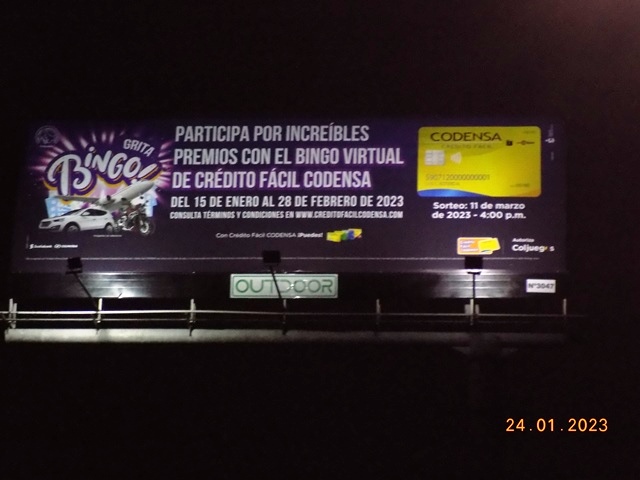 GRITA
BINGO!
PARTICIPA POR INCREÍBLES
PREMIOS CON EL BINGO VIRTUAL
DE CRÉDITO FÁCIL CODENSA
DEL 15 DE ENERO AL 28 DE FEBRERO DE 2023
CONSULTA TÉRMINOS Y CONDICIONES EN WWW.CREDITOFACILCODENSA.COM
Con Crédito Fácil CODENSA ¡Puedes!
CODENSA
Sorteo: 11 de marzo
de 2023 - 4:00 p.m.
Autoriza
Coljuegos
OUTDOOR
N°3047
24.01.2023